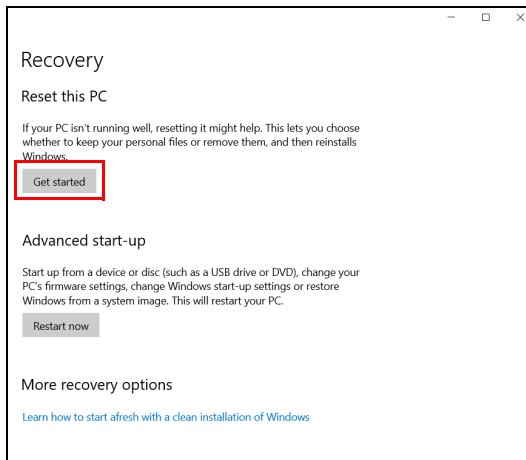 Recovery
Reset this PC
If your PC isn't running well, resetting it might help. This lets you choose
whether to keep your personal files or remove them, and then reinstalls
Windows.
Get started
Advanced start-up
Start up from a device or disc (such as a USB drive or DVD), change your
PC's firmware settings, change Windows start-up settings or restore
Windows from a system image. This will restart your PC.
Restart now
More recovery options
Learn how to start afresh with a clean installation of Windows